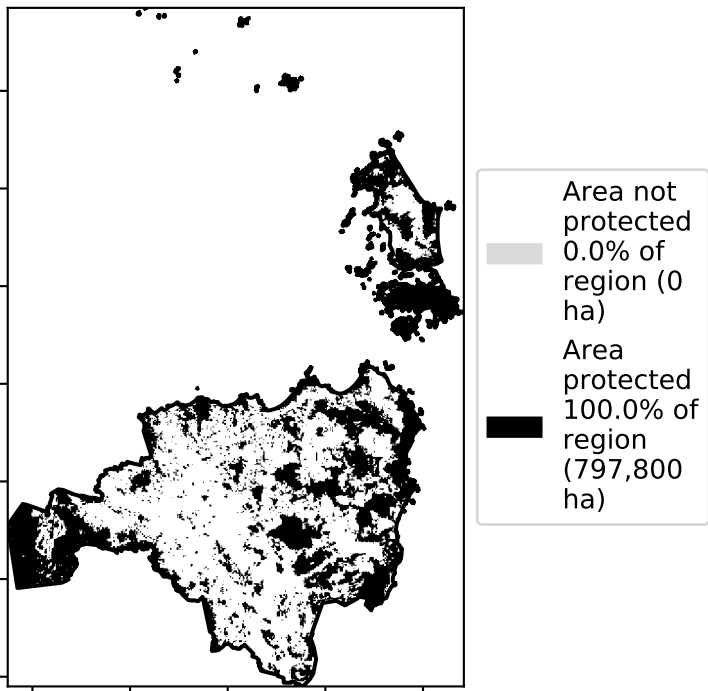 Area not
protected
0.0% of
region (0
ha)
Area
protected
100.0% of
region
(797,800
ha)